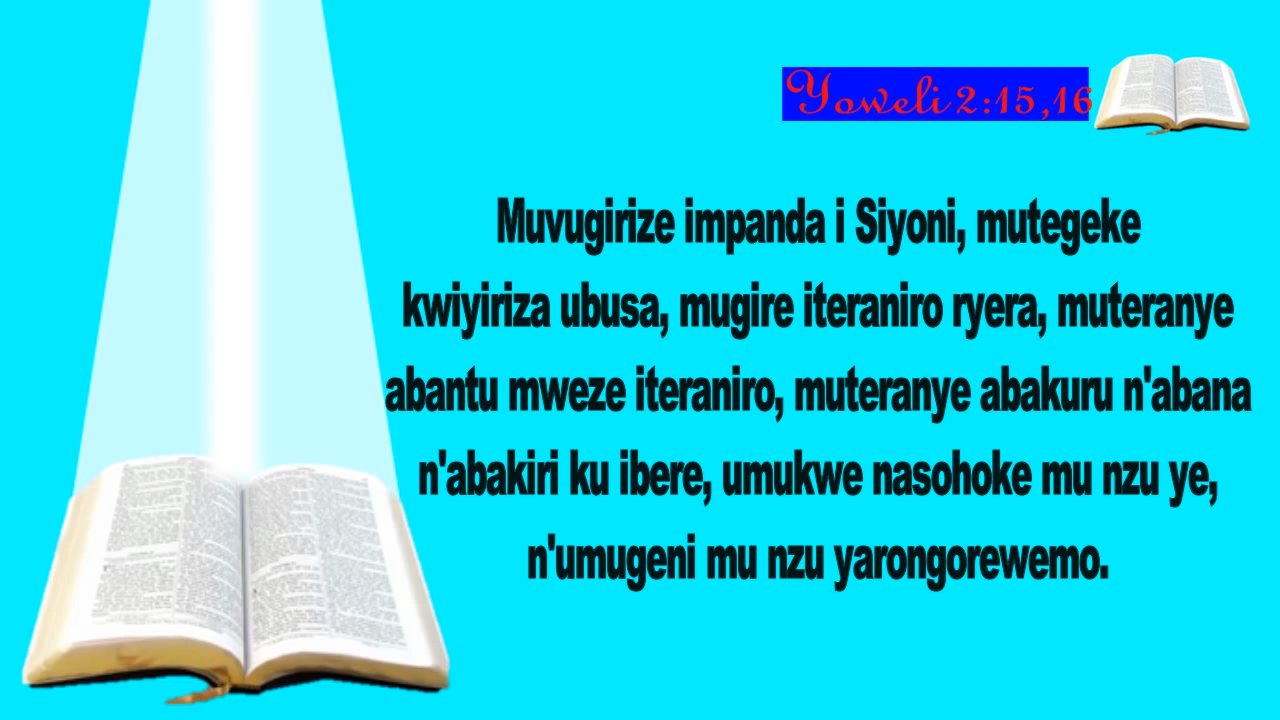 Yoweli 2:15,16
Muvugirize impanda i Siyoni, mutegeke
kwiyiriza ubusa, mugire iteraniro ryera, muteranye
abantu mweze iteraniro, muteranye abakuru n'abana
n'abakiri ku ibere, umukwe nasohoke mu nzu ye,
n'umugeni mu nzu yarongorewemo.